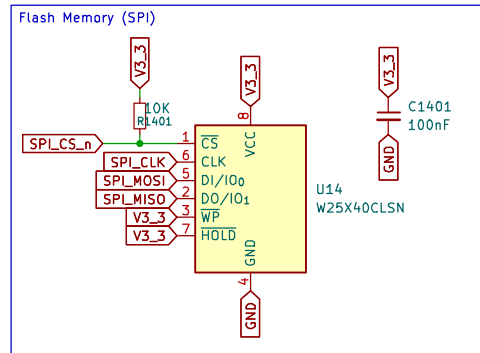 Flash Memory (SPI)
V3_3
V3_3
V3_3
10K
R1401
C1401
100nF
8
VCC
SPI_CS_n
1
CS
GND
SPI_CLK
6
CLK
SPI_MOSI
5
DI/IO₀
SPI_MISO
2
DO/IO₁
V3_3
3
WP
V3_3
7
HOLD
U14
W25X40CLSN
GND
4
GND